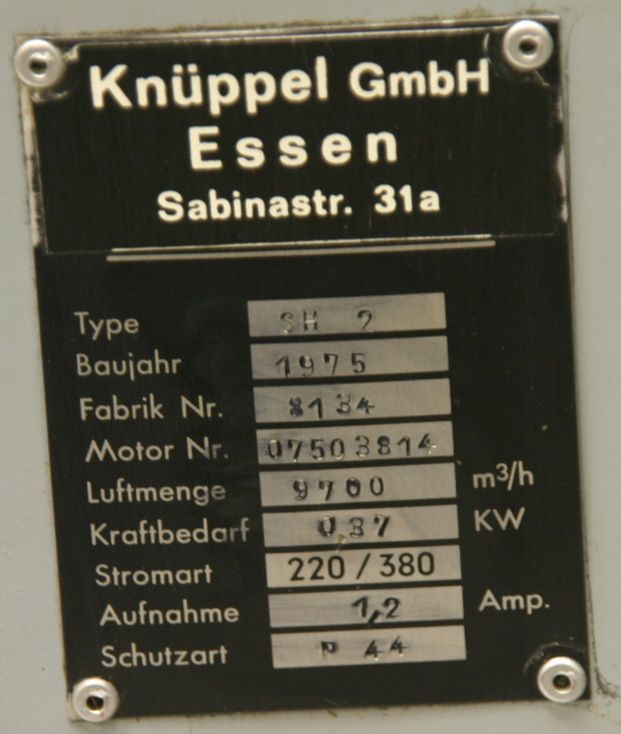 Knüppel GmbH
Essen
Sabinastr. 31a
Type SH 2
Baujahr 1975
Fabrik Nr. 8134
Motor Nr. 07503814
Luftmenge 9700 m³/h
Kraftbedarf 0,37 KW
Stromart 220 / 380
Aufnahme 1,2 Amp.
Schutzart P 44